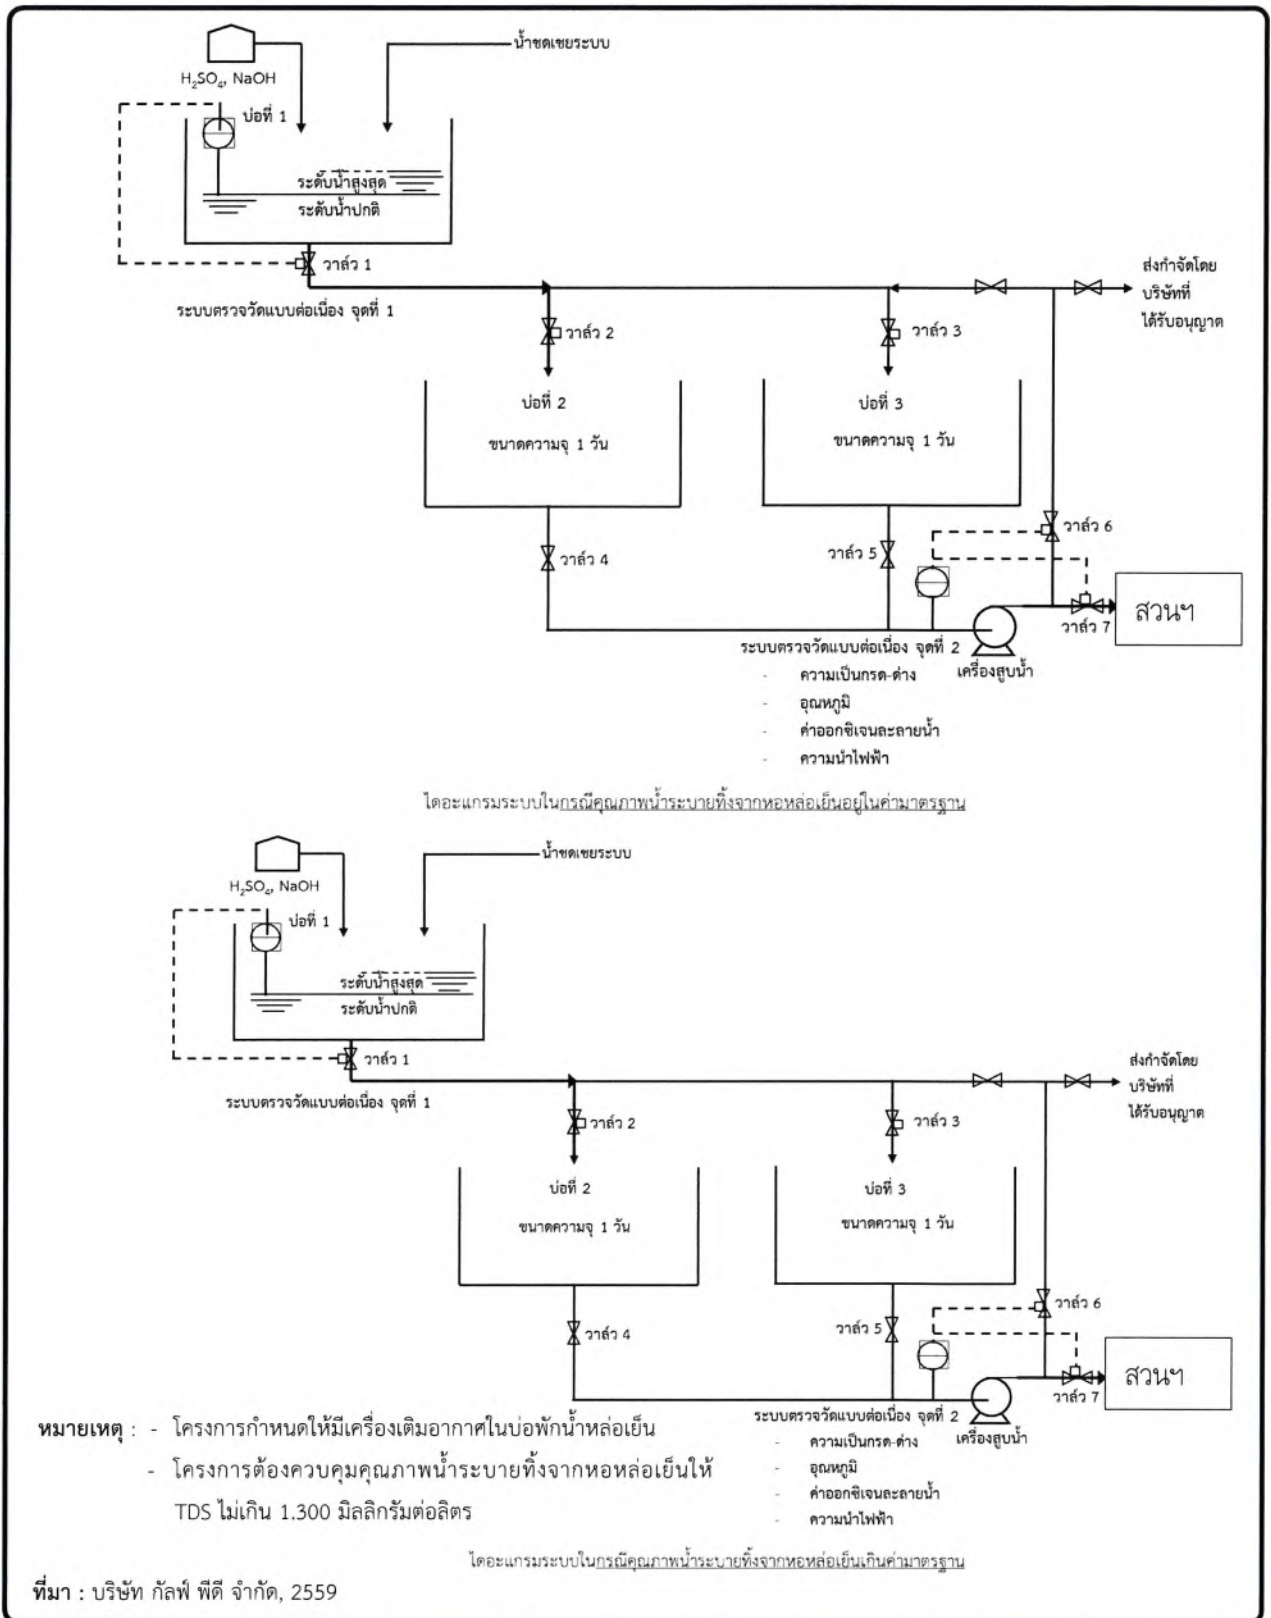 น้ำชดเชยระบบ
H₂SO₄, NaOH
บ่อที่ 1
ระดับน้ำสูงสุด
ระดับน้ำปกติ
วาล์ว 1
ส่งกำจัดโดย
บริษัทที่
ได้รับอนุญาต
ระบบตรวจวัดแบบต่อเนื่อง จุดที่ 1
วาล์ว 2
วาล์ว 3
บ่อที่ 2
ขนาดความจุ 1 วัน
บ่อที่ 3
ขนาดความจุ 1 วัน
วาล์ว 4
วาล์ว 5
วาล์ว 6
วาล์ว 7
สวนฯ
ระบบตรวจวัดแบบต่อเนื่อง จุดที่ 2
- ความเป็นกรด-ด่าง
- อุณหภูมิ
- ค่าออกซิเจนละลายน้ำ
- ความนำไฟฟ้า
เครื่องสูบน้ำ
ไดอะแกรมระบบในกรณีคุณภาพน้ำระบายทิ้งจากหอหล่อเย็นอยู่ในค่ามาตรฐาน
น้ำชดเชยระบบ
H₂SO₄, NaOH
บ่อที่ 1
ระดับน้ำสูงสุด
ระดับน้ำปกติ
วาล์ว 1
ส่งกำจัดโดย
บริษัทที่
ได้รับอนุญาต
ระบบตรวจวัดแบบต่อเนื่อง จุดที่ 1
วาล์ว 2
วาล์ว 3
บ่อที่ 2
ขนาดความจุ 1 วัน
บ่อที่ 3
ขนาดความจุ 1 วัน
วาล์ว 4
วาล์ว 5
วาล์ว 6
วาล์ว 7
สวนฯ
ระบบตรวจวัดแบบต่อเนื่อง จุดที่ 2
- ความเป็นกรด-ด่าง
- อุณหภูมิ
- ค่าออกซิเจนละลายน้ำ
- ความนำไฟฟ้า
เครื่องสูบน้ำ
หมายเหตุ : - โครงการกำหนดให้มีเครื่องเติมอากาศในบ่อพักน้ำหล่อเย็น
- โครงการต้องควบคุมคุณภาพน้ำระบายทิ้งจากหอหล่อเย็นให้
TDS ไม่เกิน 1.300 มิลลิกรัมต่อลิตร
ไดอะแกรมระบบในกรณีคุณภาพน้ำระบายทิ้งจากหอหล่อเย็นเกินค่ามาตรฐาน
ที่มา : บริษัท กัลฟ์ พีดี จำกัด, 2559